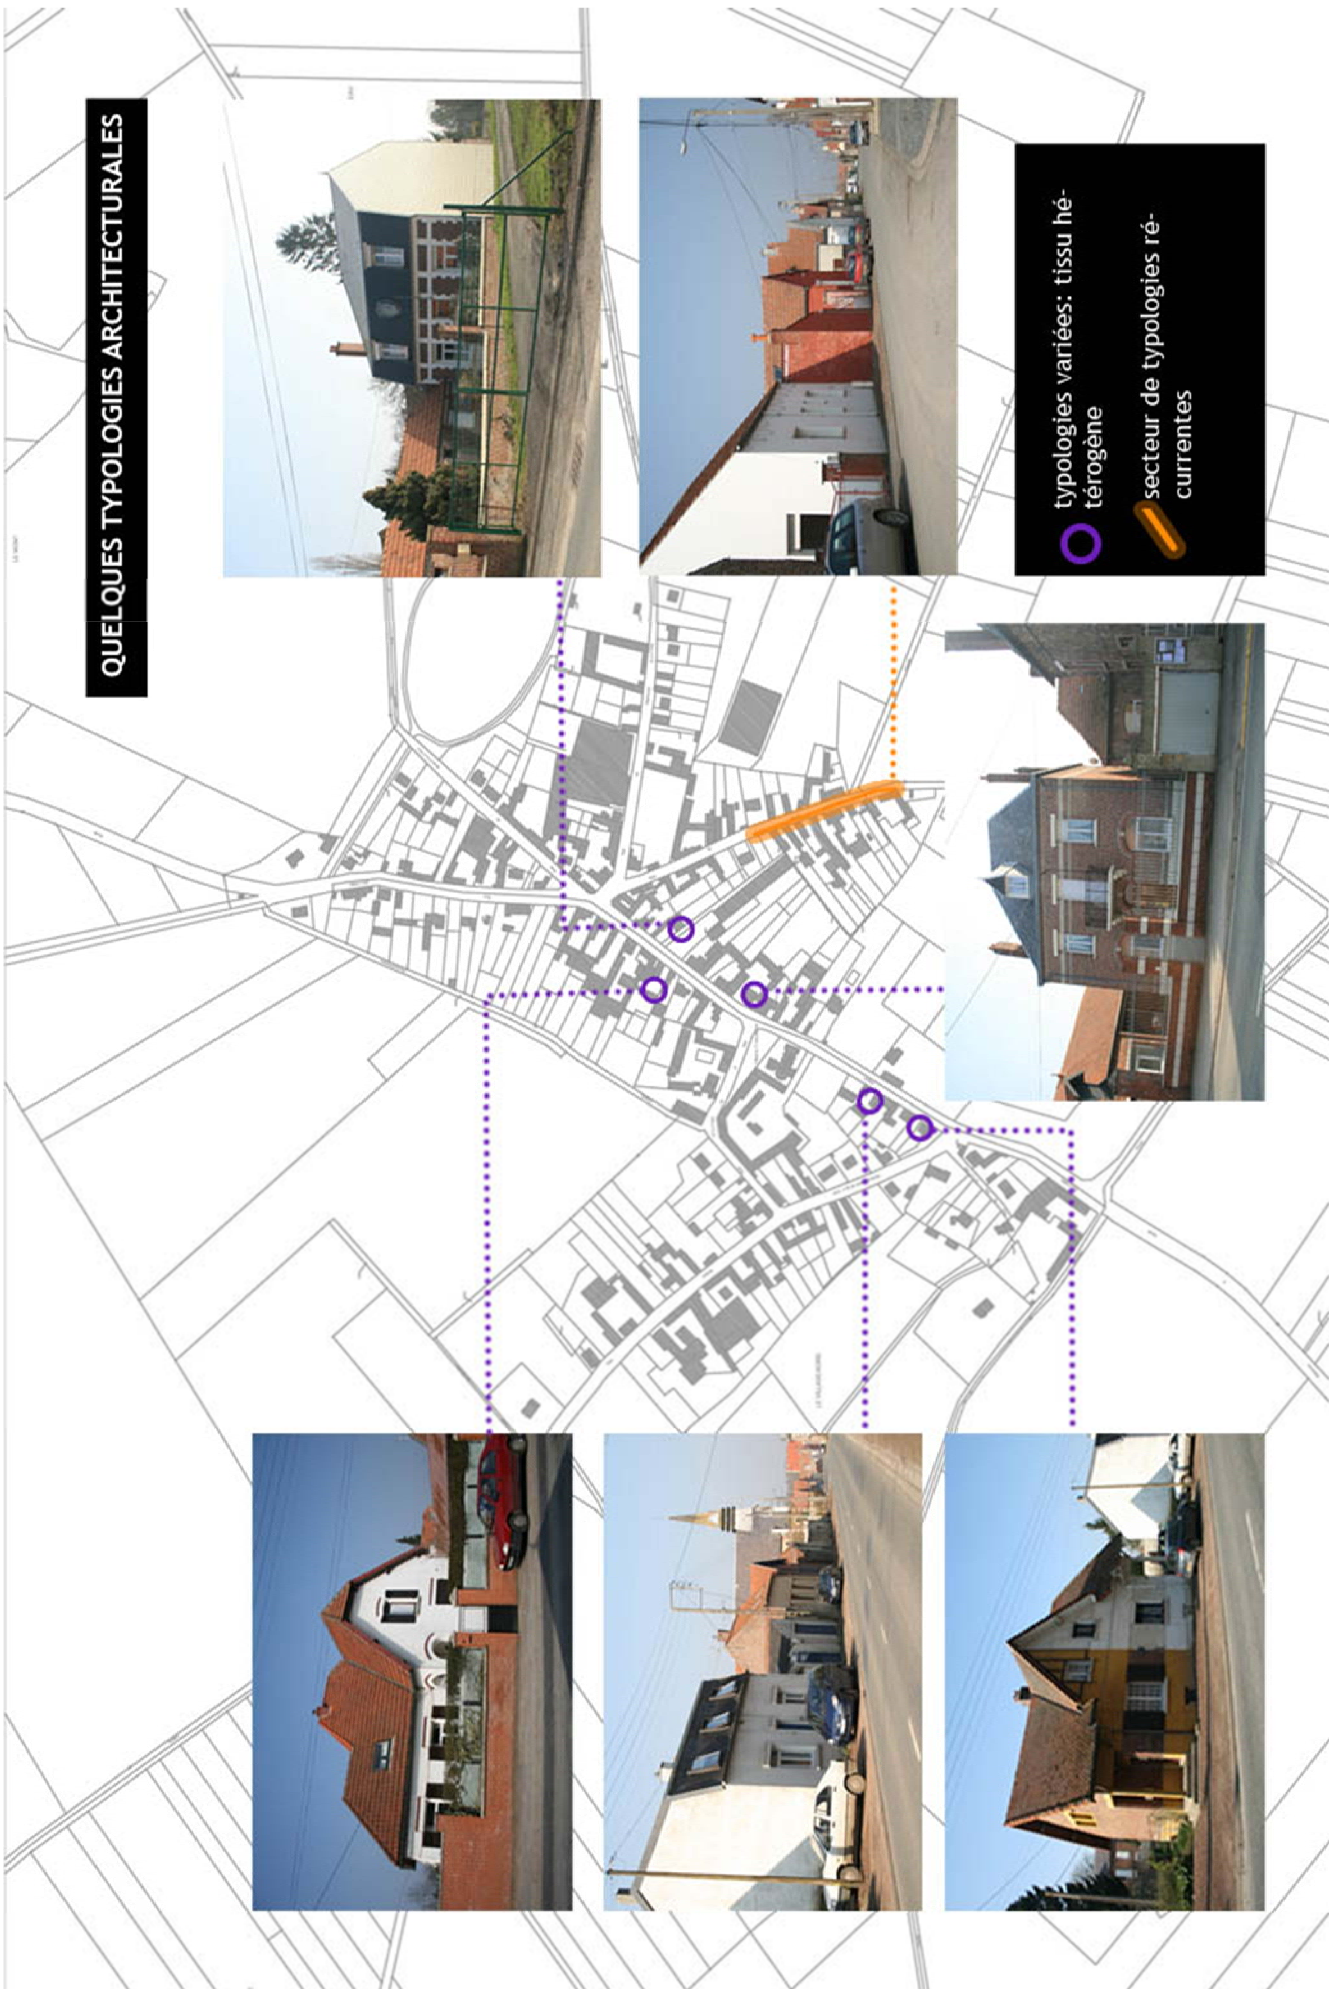 QUELQUES TYPOLOGIES ARCHITECTURALES
typologies variées: tissu hé-
térogène
secteur de typologies ré-
currentes